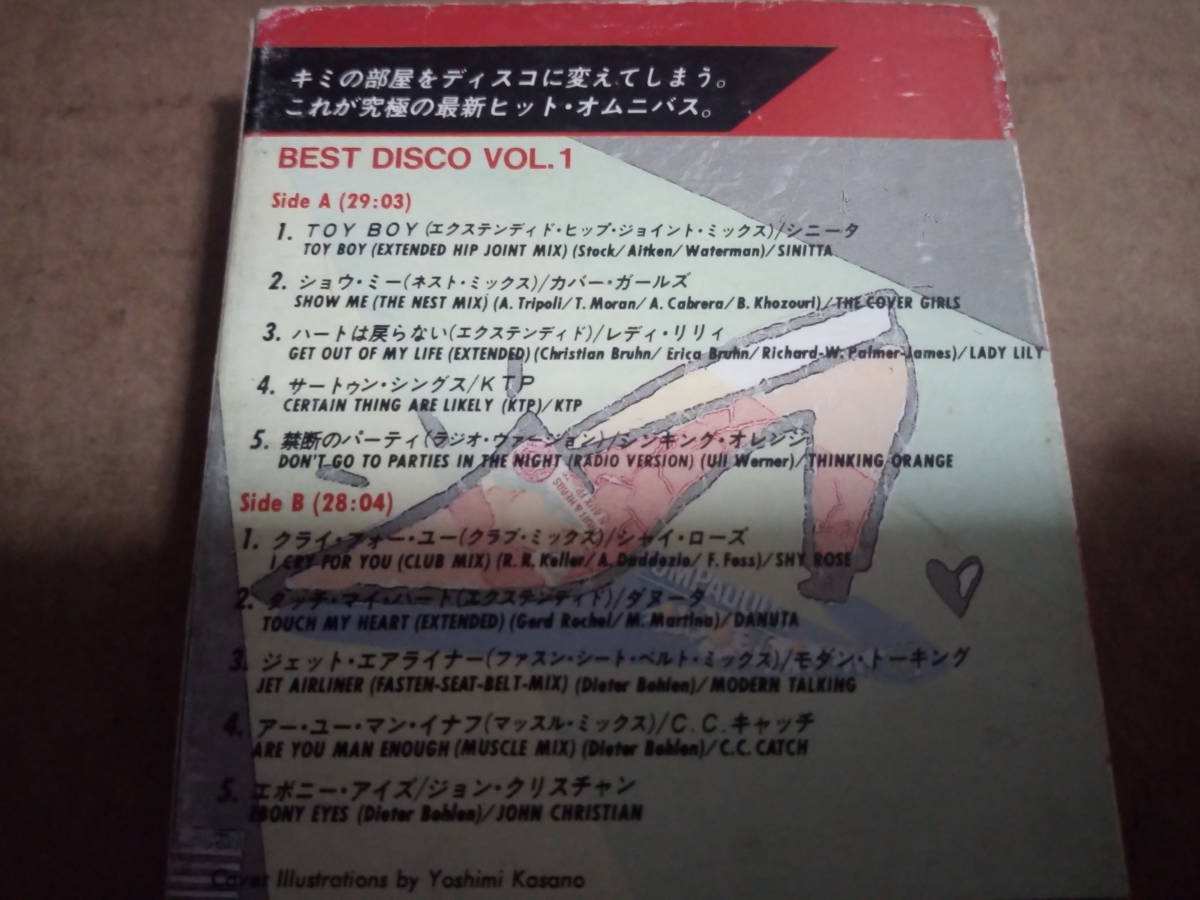 キミの部屋をディスコに変えてしまう。
これが究極の最新ヒット・オムニバス。
BEST DISCO VOL.1
Side A (29:03)
1. TOY BOY(エクステンディド・ヒップ・ジョイント・ミックス)/シニータ
TOY BOY (EXTENDED HIP JOINT MIX) (Stock/Aitken/Waterman)/SINITTA
2. ショウ・ミー(ネスト・ミックス)/カバー・ガールズ
SHOW ME (THE NEST MIX) (A. Tripoli/T. Moran/A. Cabrera/B. Khozouri)/THE COVER GIRLS
3. ハートは戻らない(エクステンディド)/レディ・リリィ
GET OUT OF MY LIFE (EXTENDED) (Christian Bruhn/Erica Bruhn/Richard-W. Palmer-James)/LADY LILY
4. サートゥン・シングス/KTP
CERTAIN THING ARE LIKELY (KTP)/KTP
5. 禁断のパーティ(ラジオ・ヴァージョン)/シンキング・オレンジ
DON'T GO TO PARTIES IN THE NIGHT (RADIO VERSION) (Uli Werner)/THINKING ORANGE
Side B (28:04)
1. クライ・フォー・ユー(クラブ・ミックス)/シャイ・ローズ
I CRY FOR YOU (CLUB MIX) (R. R. Keller/A. Daddezio/F. Fass)/SHY ROSE
2. タッチ・マイ・ハート(エクステンディド)/ダヌータ
TOUCH MY HEART (EXTENDED) (Gerd Rochel/M. Martina)/DANUTA
3. ジェット・エアライナー(ファスン・シート・ベルト・ミックス)/モダン・トーキング
JET AIRLINER (FASTEN-SEAT-BELT-MIX) (Dieter Bohlen)/MODERN TALKING
4. アー・ユー・マン・イナフ(マッスル・ミックス)/C.C.キャッチ
ARE YOU MAN ENOUGH (MUSCLE MIX) (Dieter Bohlen)/C.C. CATCH
5. エボニー・アイズ/ジョン・クリスチャン
EBONY EYES (Dieter Bohlen)/JOHN CHRISTIAN
Cover Illustrations by Yoshimi Kasano